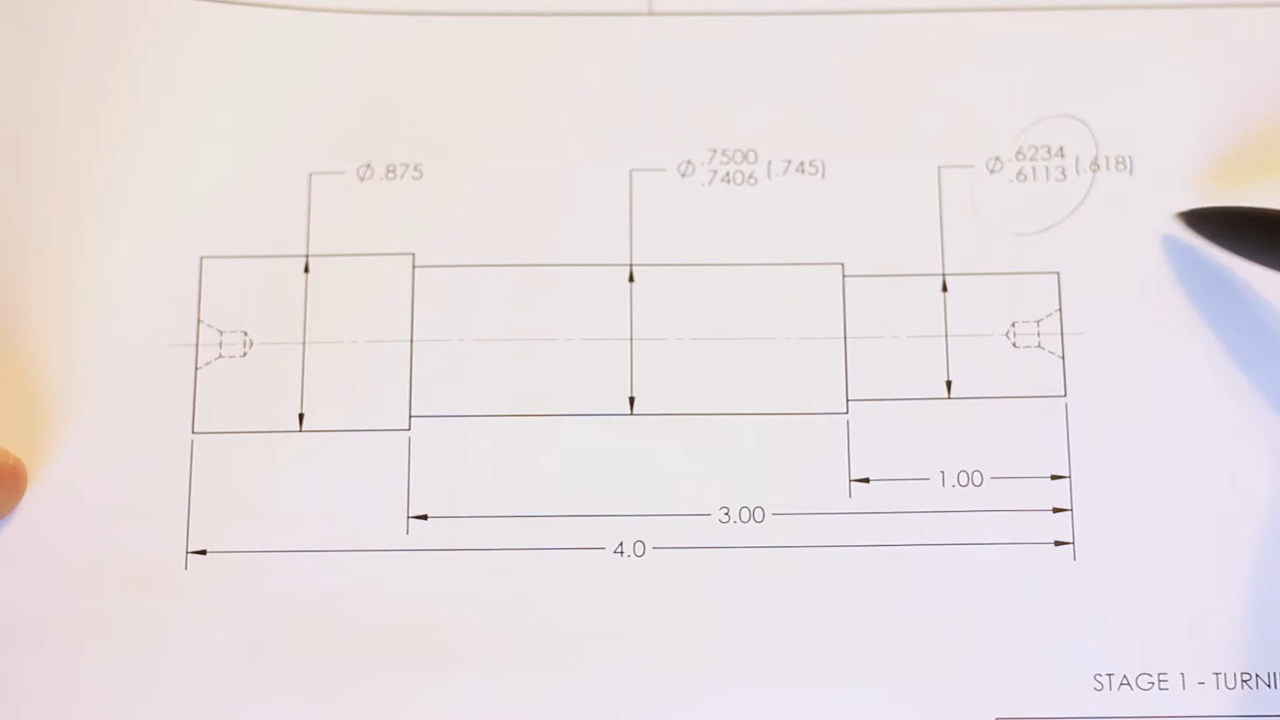 Ø.875
Ø .7500
.7406 (.745)
Ø .6234
.6113 (.618)
1.00
3.00
4.0
STAGE 1 - TURNI